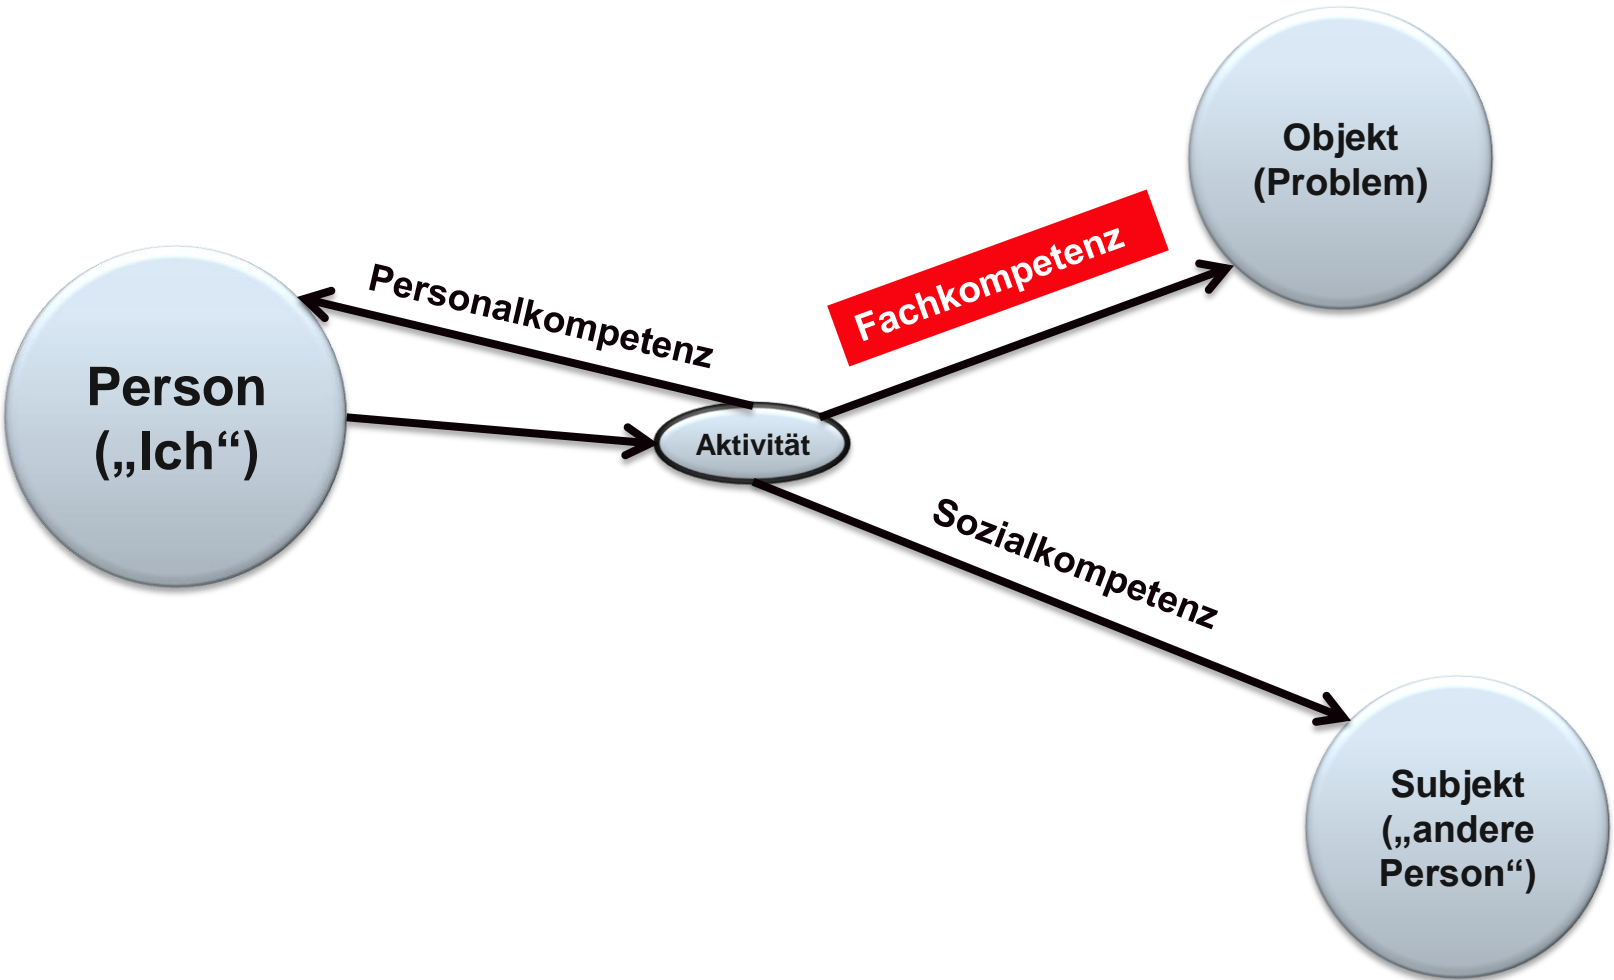 Objekt
(Problem)
Fachkompetenz
Personalkompetenz
Person
(„Ich“)
Aktivität
Sozialkompetenz
Subjekt
(„andere
Person“)